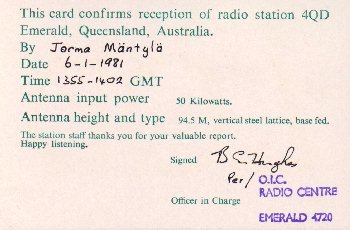 This card confirms reception of radio station 4QD
Emerald, Queensland, Australia.
By Jorma Mäntylä
Date 6-1-1981
Time 1355-1402 GMT
Antenna input power 50 Kilowatts.
Antenna height and type 94.5 M, vertical steel lattice, base fed.
The station staff thanks you for your valuable report.
Happy listening.
Signed B C Hughes
Per/ O.I.C.
RADIO CENTRE
Officer in Charge
EMERALD 4720